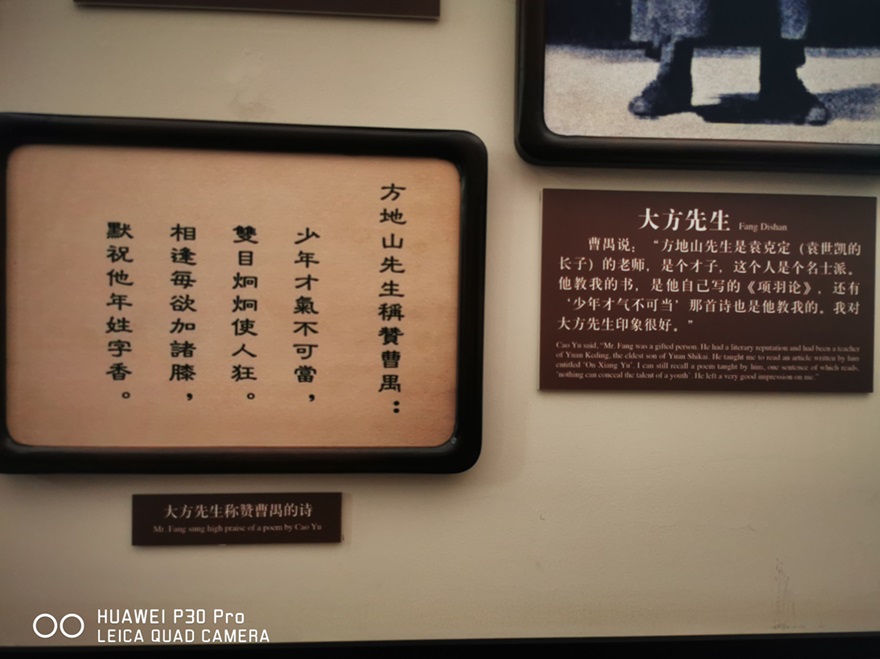 方地山先生稱贊曹禺：
少年才氣不可當，
雙目炯炯使人狂。
相逢每欲加諸膝，
默祝他年姓字香。
大方先生称赞曹禺的诗
Mr. Fang sung high praise of a poem by Cao Yu
大方先生 Fang Dishan
曹禺说：“方地山先生是袁克定（袁世凯的
长子）的老师，是个才子，这个人是个名士派。
他教我的书，是他自己写的《项羽论》，还有
‘少年才气不可当’那首诗也是他教我的。我对
大方先生印象很好。”
Cao Yu said, "Mr. Fang was a gifted person. He had a literary reputation and had been a teacher
of Yuan Keding, the eldest son of Yuan Shikai. He taught me to read an article written by him
entitled 'On Xiang Yu'. I can still recall a poem taught by him, one sentence of which reads,
'nothing can conceal the talent of a youth'. He left a very good impression on me."
HUAWEI P30 Pro
LEICA QUAD CAMERA